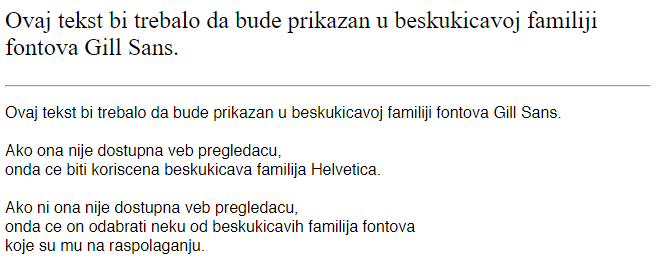 Ovaj tekst bi trebalo da bude prikazan u beskukicavoj familiji
fontova Gill Sans.
Ovaj tekst bi trebalo da bude prikazan u beskukicavoj familiji fontova Gill Sans.
Ako ona nije dostupna veb pregledacu,
onda ce biti koriscena beskukicava familija Helvetica.
Ako ni ona nije dostupna veb pregledacu,
onda ce on odabrati neku od beskukicavih familija fontova
koje su mu na raspolaganju.